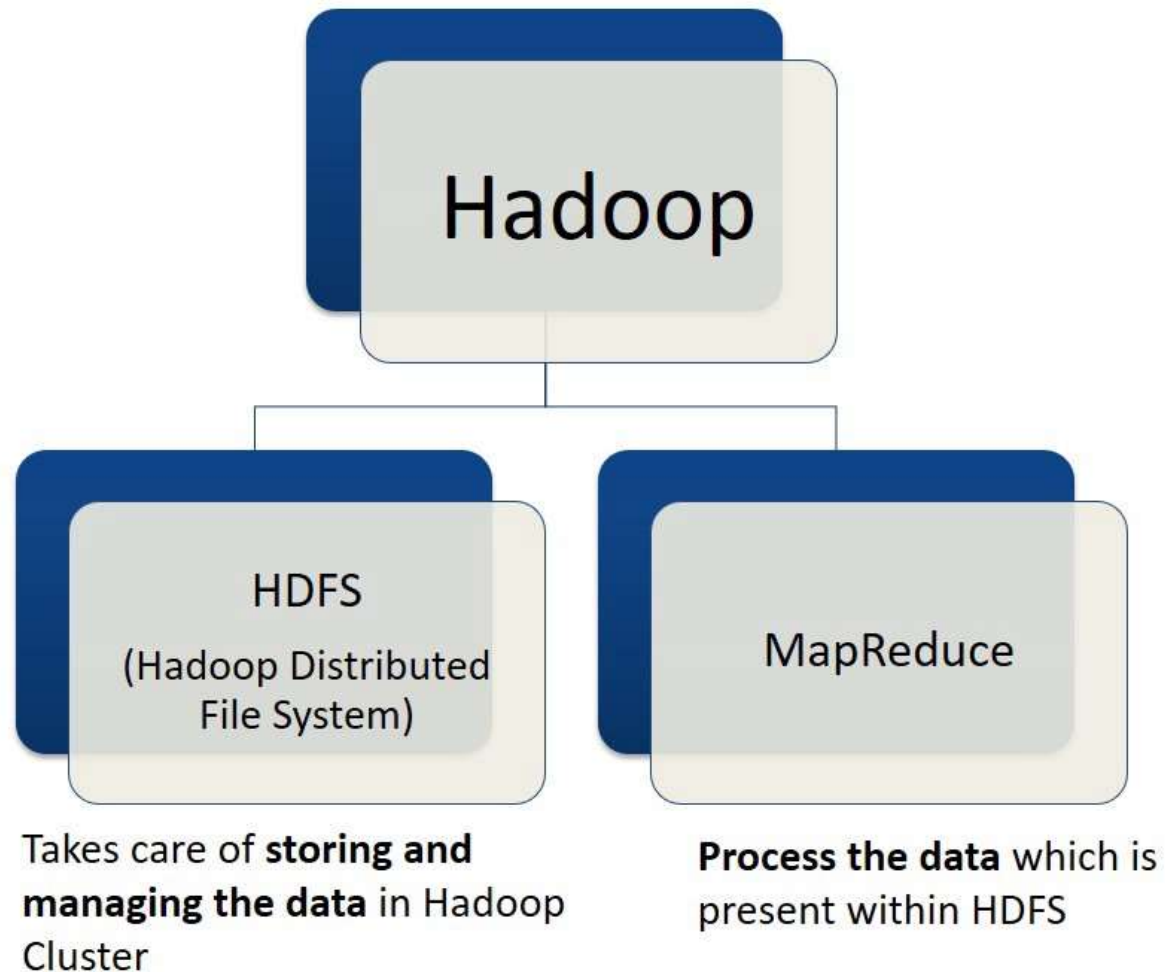 Hadoop
HDFS
(Hadoop Distributed
File System)
MapReduce
Takes care of storing and
managing the data in Hadoop
Cluster
Process the data which is
present within HDFS